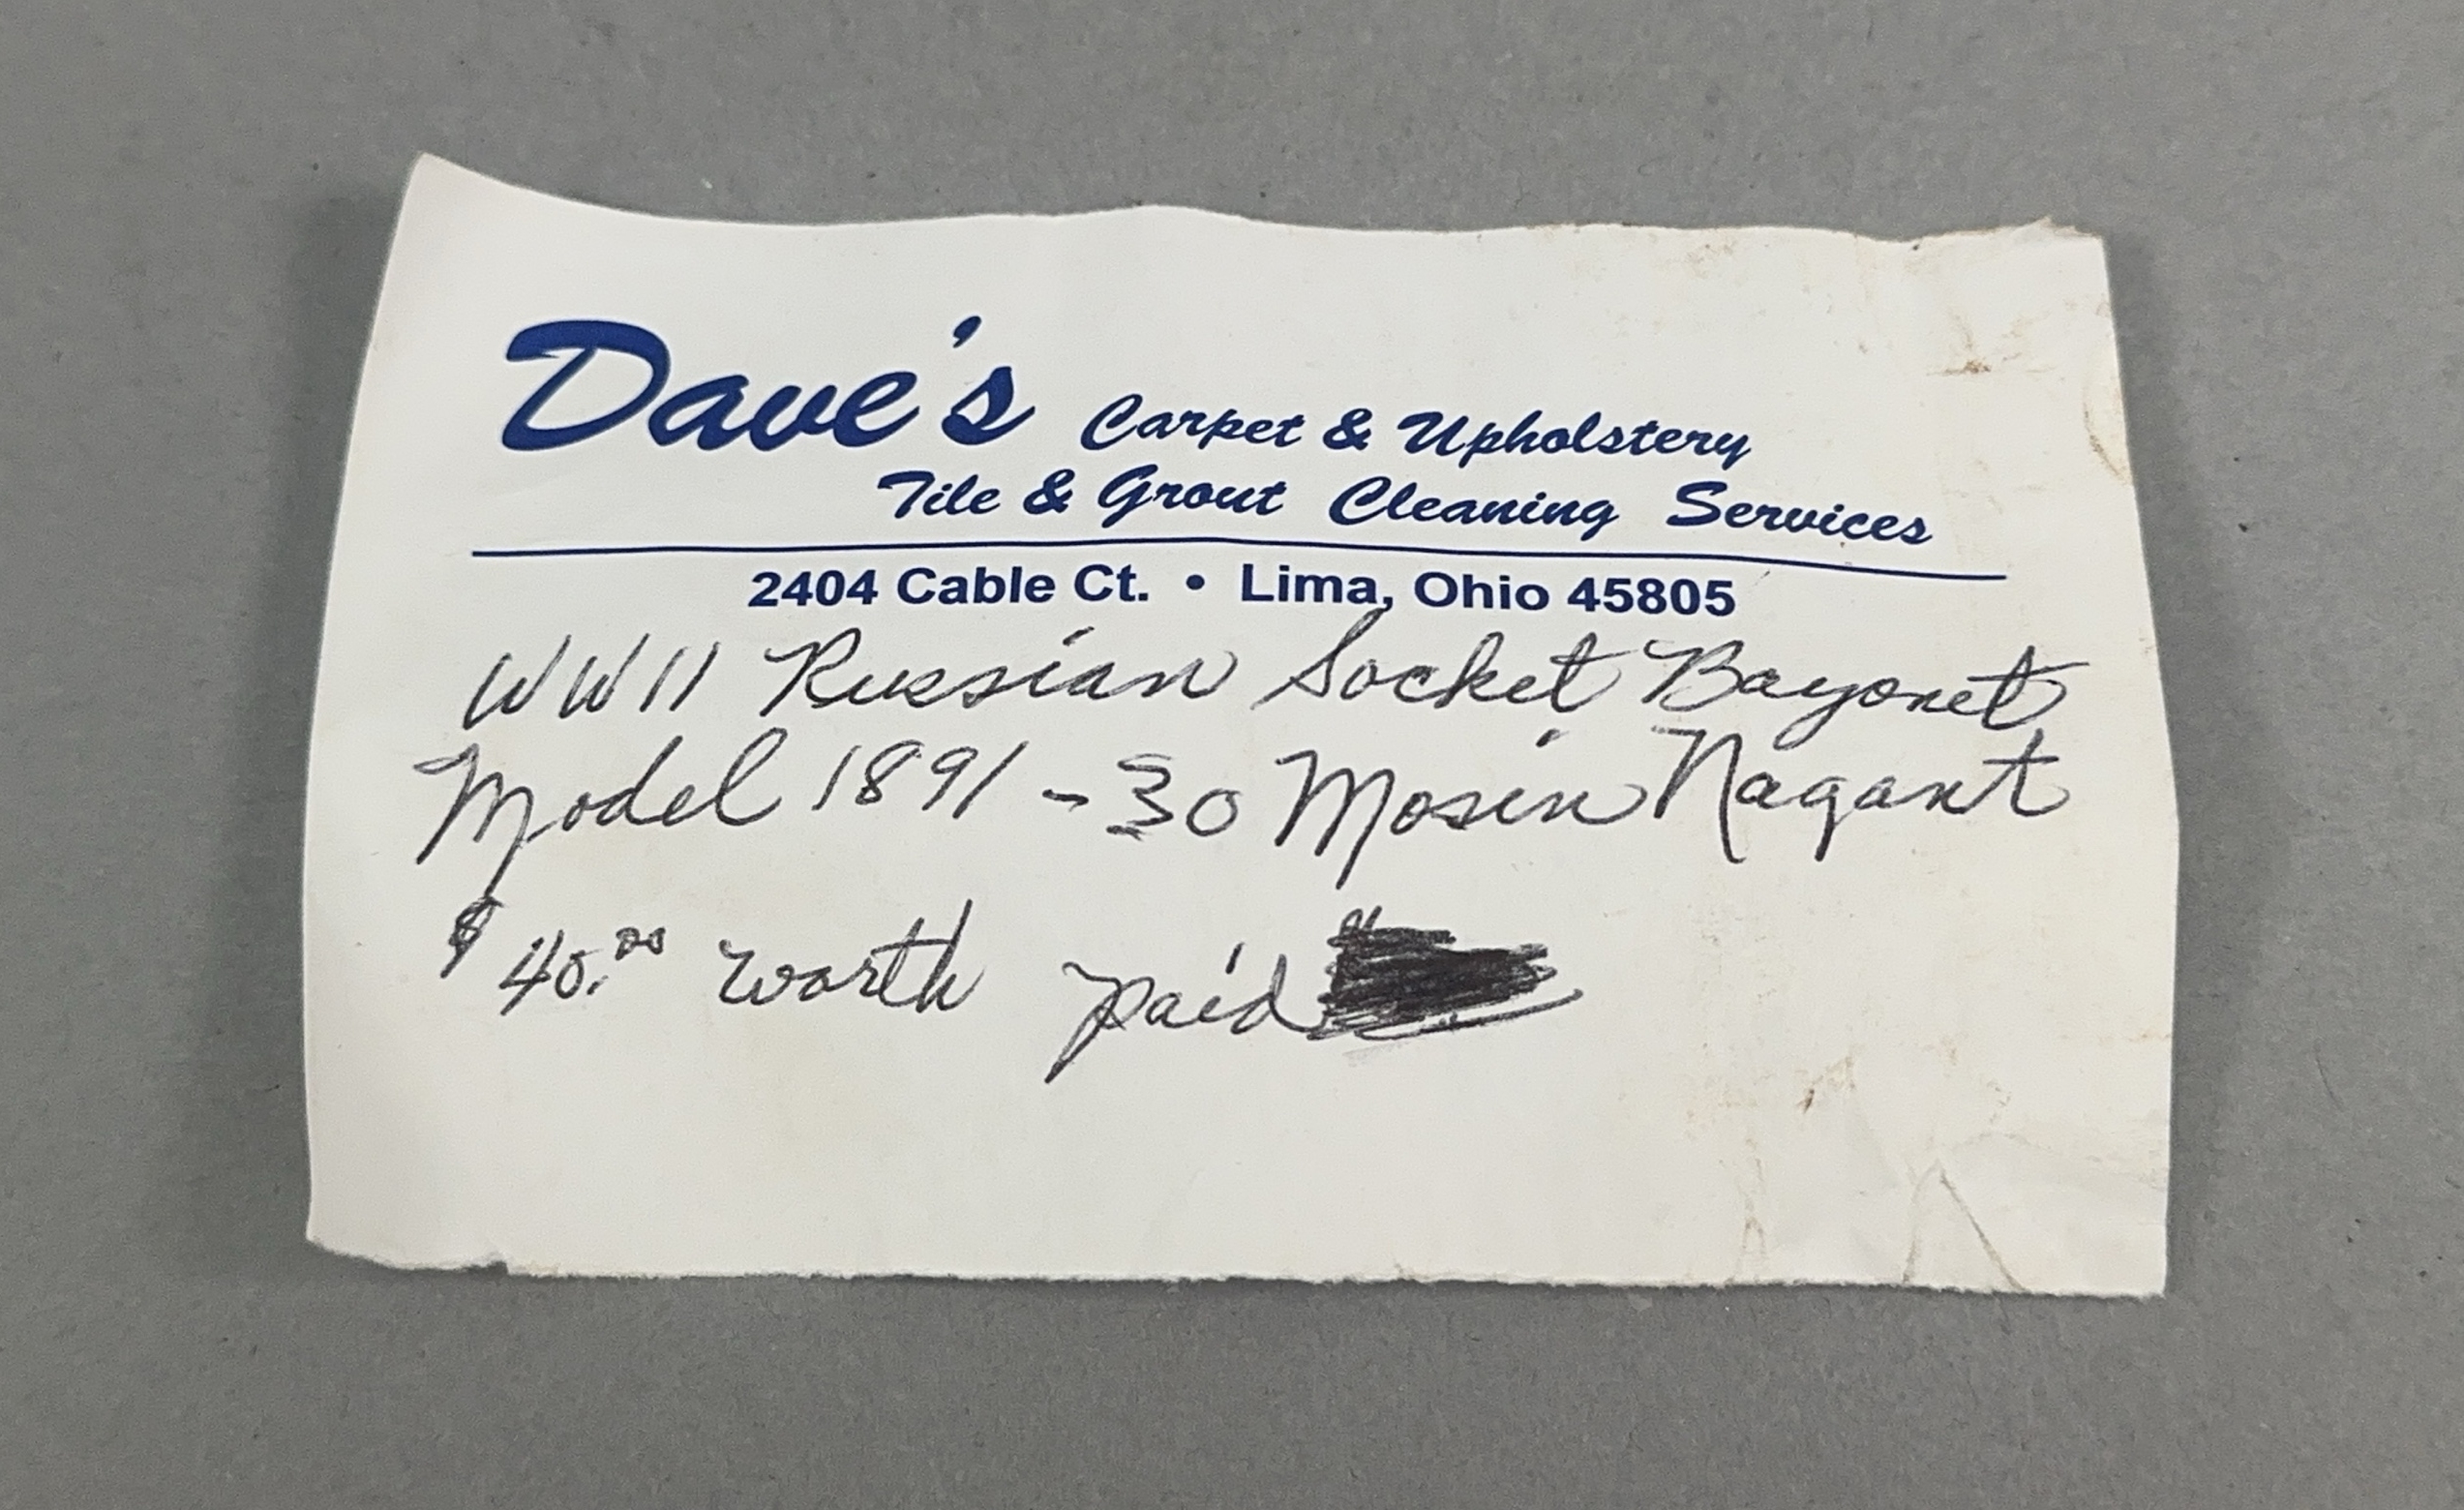 Dave's Carpet & Upholstery
Tile & Grout Cleaning Services
2404 Cable Ct. • Lima, Ohio 45805
WW11 Russian Socket Bayonet
Model 1891-30 Mosin Nagant
$40.00 worth paid